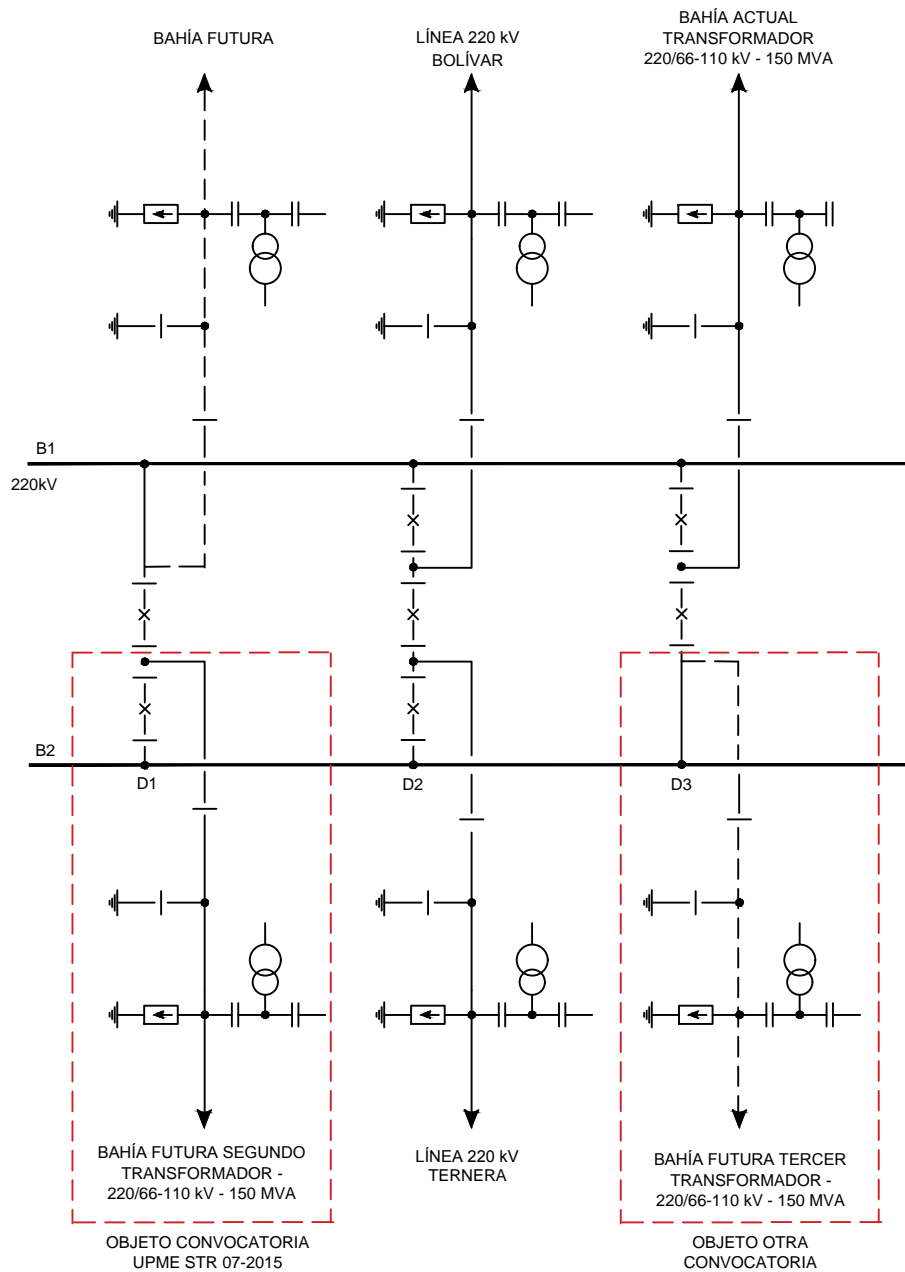 BAHÍA FUTURA
LÍNEA 220 kV
BOLÍVAR
BAHÍA ACTUAL
TRANSFORMADOR
220/66-110 kV - 150 MVA
B1
220kV
B2
D1
D2
D3
BAHÍA FUTURA SEGUNDO
TRANSFORMADOR -
220/66-110 kV - 150 MVA
LÍNEA 220 kV
TERNERA
BAHÍA FUTURA TERCER
TRANSFORMADOR -
220/66-110 kV - 150 MVA
OBJETO CONVOCATORIA
UPME STR 07-2015
OBJETO OTRA
CONVOCATORIA